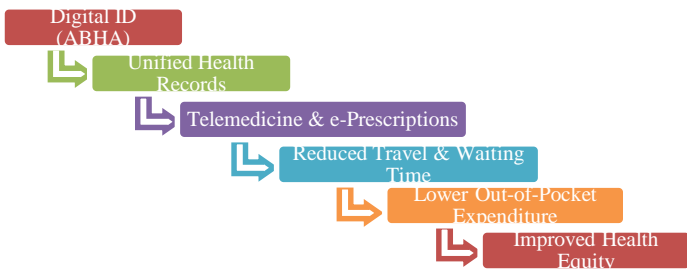 Digital ID
(ABHA)
Unified Health
Records
Telemedicine & e-Prescriptions
Reduced Travel & Waiting
Time
Lower Out-of-Pocket
Expenditure
Improved Health
Equity